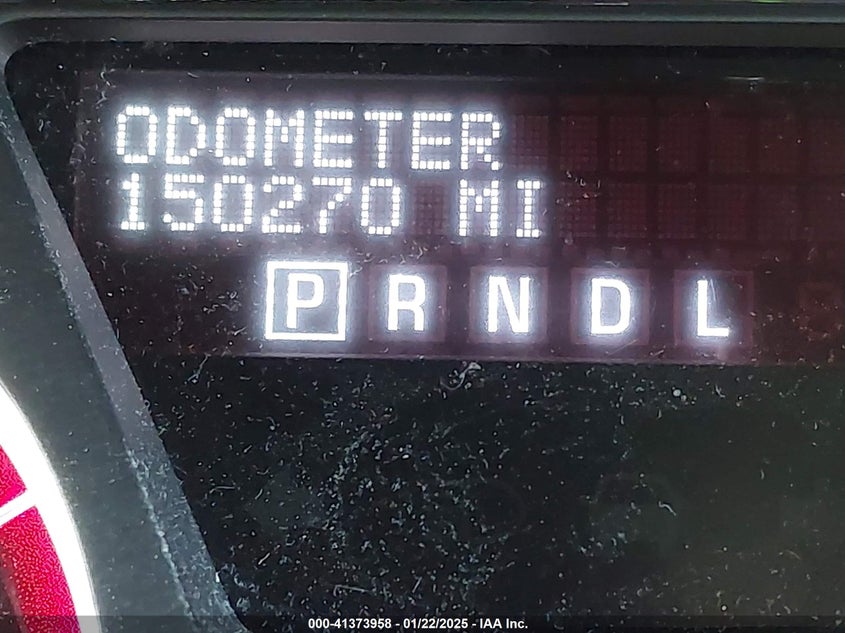 ODOMETER
150270 MI
P R N D L
000-41373958 - 01/22/2025 - IAA Inc.